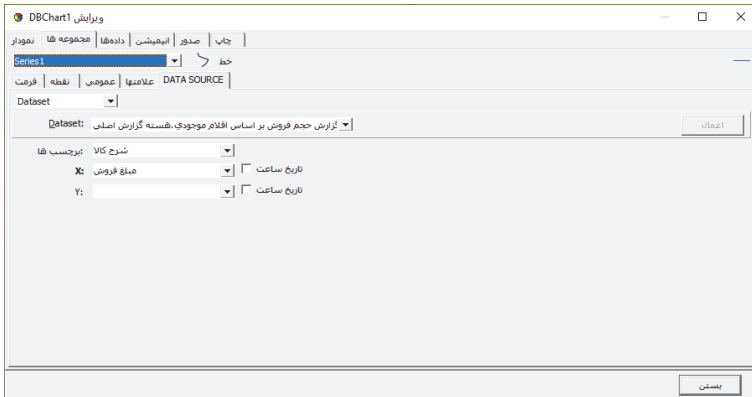 ویرایش DBChart1
نمودار مجموعه ها داده‌ها انیمیشن صدور چاپ
Series1 خط
فرمت نقطه عمومي علامتها DATA SOURCE
Dataset
Dataset: گزارش حجم فروش بر اساس اقلام موجودي.هسته گزارش اصلي اعمال
برچسب ها: شرح کالا
X: مبلغ فروش تاریخ ساعت
Y: تاریخ ساعت
بستن